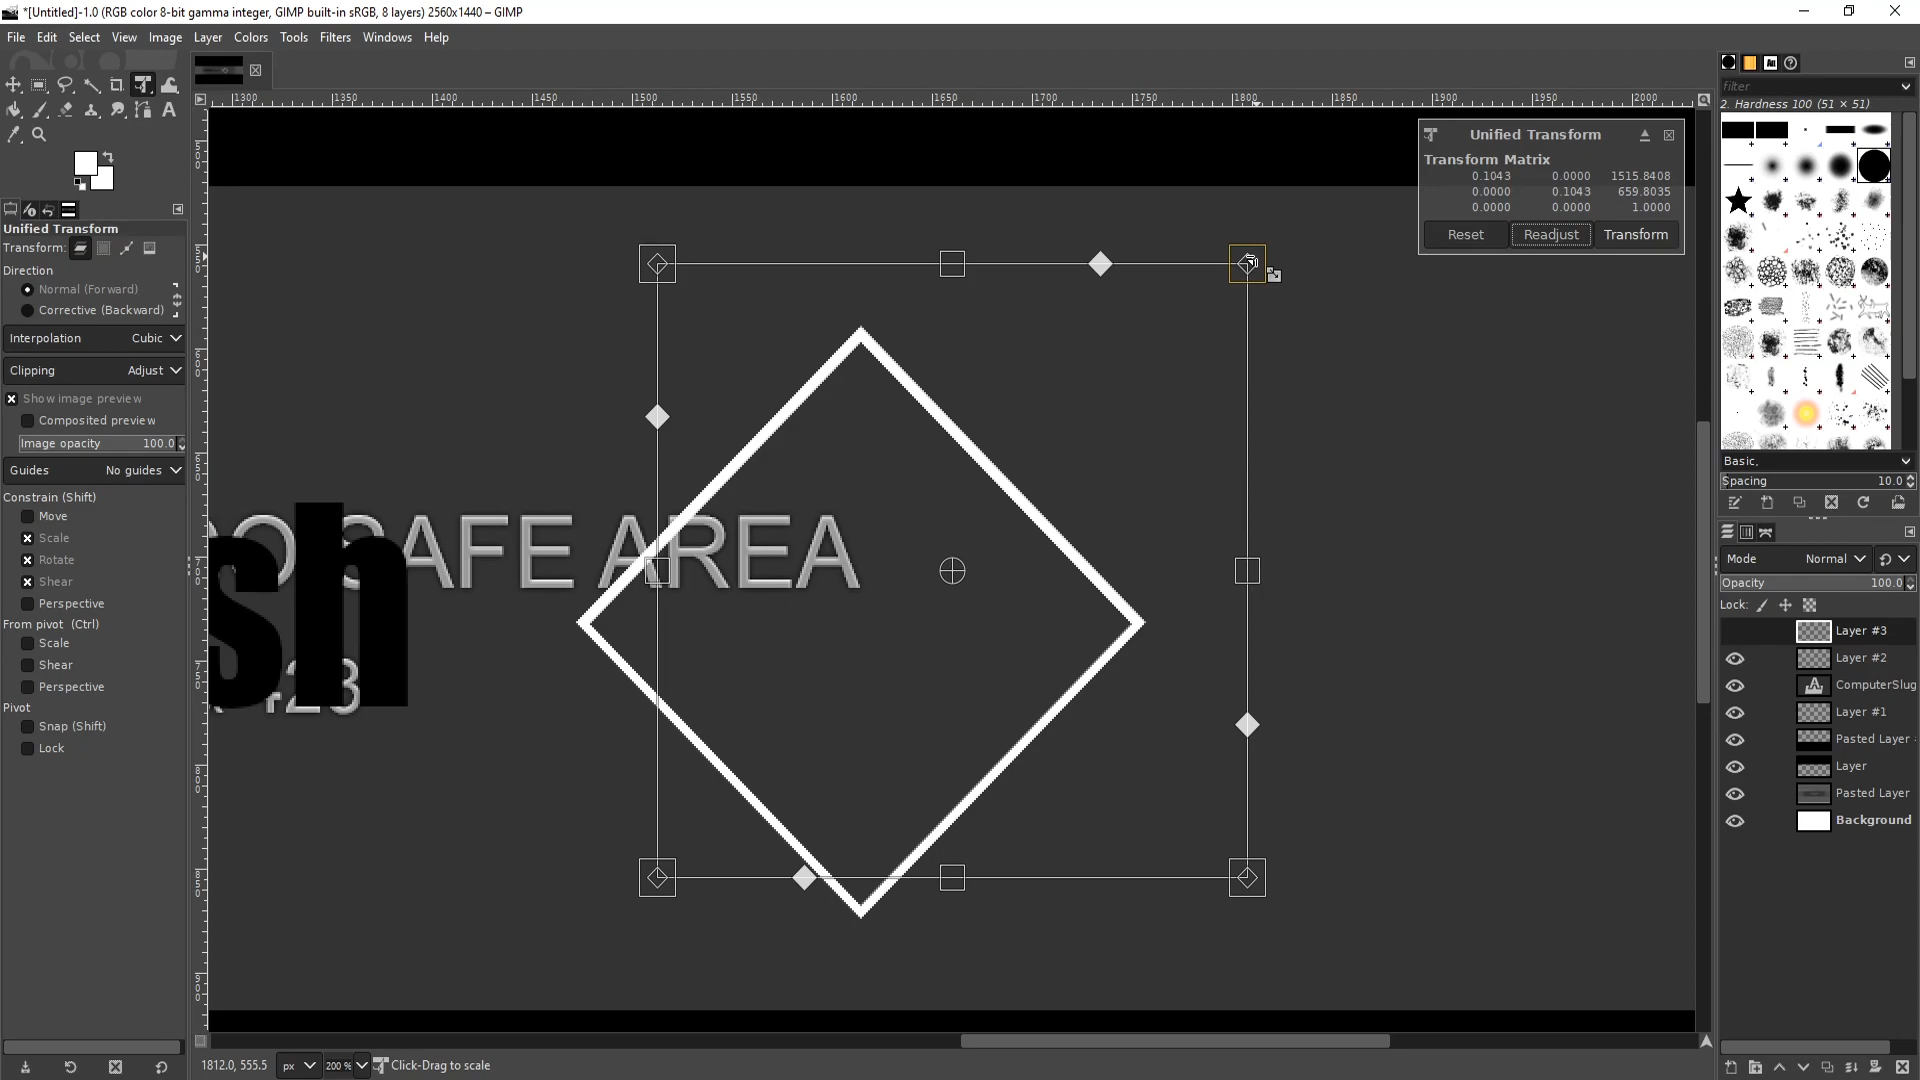 *[Untitled]-1.0 (RGB color 8-bit gamma integer, GIMP built-in sRGB, 8 layers) 2560x1440 – GIMP
File Edit Select View Image Layer Colors Tools Filters Windows Help
1300 1350 1400 1450 1500 1550 1600 1650 1700 1750 1800 1850 1900 1950 2000
Unified Transform
Transform:
Direction
Normal (Forward)
Corrective (Backward)
Interpolation Cubic
Clipping Adjust
Show image preview
Composited preview
Image opacity 100.0
Guides No guides
Constrain (Shift)
Move
Scale
Rotate
Shear
Perspective
From pivot (Ctrl)
Scale
Shear
Perspective
Pivot
Snap (Shift)
Lock
SAFE AREA
sh
423
Unified Transform
Transform Matrix
0.1043 0.0000 1515.8408
0.0000 0.1043 659.8035
0.0000 0.0000 1.0000
Reset Readjust Transform
filter
2. Hardness 100 (51 × 51)
Basic,
Spacing 10.0
Mode Normal
Opacity 100.0
Lock:
Layer #3
Layer #2
ComputerSlug
Layer #1
Pasted Layer
Layer
Pasted Layer
Background
1812.0, 555.5 px 200 % Click-Drag to scale